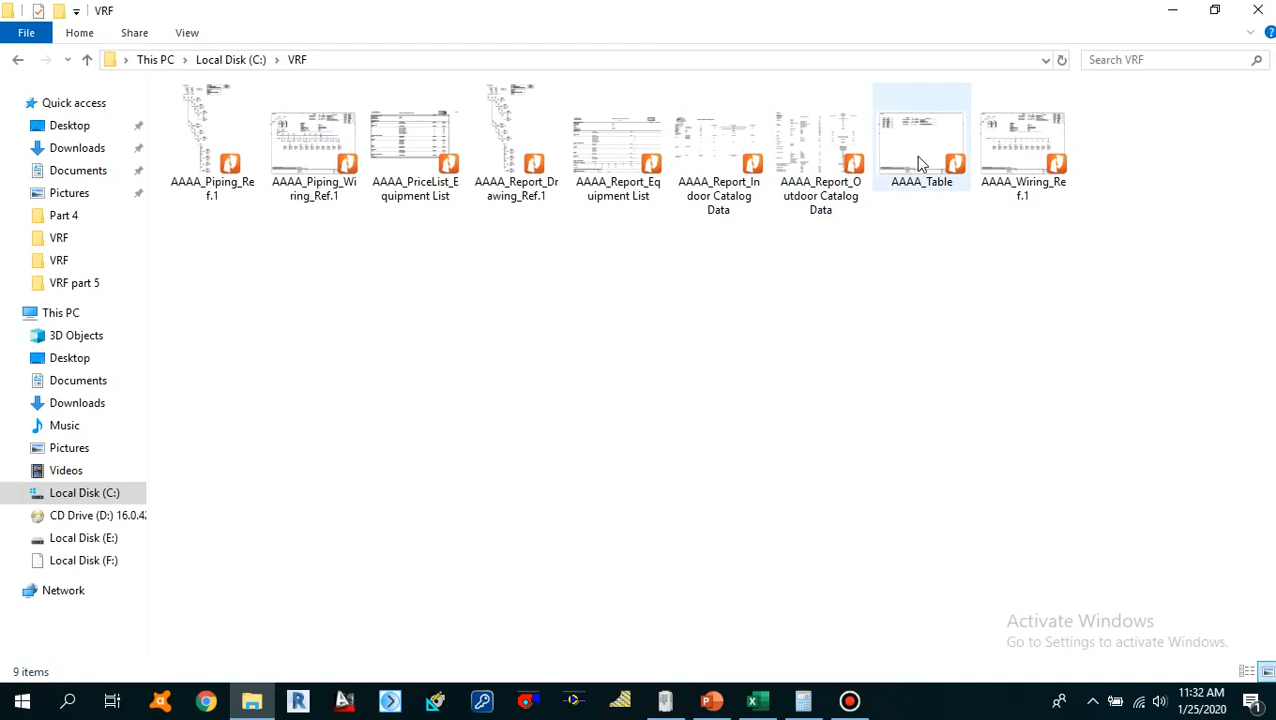 VRF
File Home Share View
This PC Local Disk (C:) VRF
Search VRF
Quick access
Desktop
Downloads
Documents
Pictures
Part 4
VRF
VRF
VRF part 5
This PC
3D Objects
Desktop
Documents
Downloads
Music
Pictures
Videos
Local Disk (C:)
CD Drive (D:) 16.0.42
Local Disk (E:)
Local Disk (F:)
Network
AAAA_Piping_Re
f.1
AAAA_Piping_Wi
ring_Ref.1
AAAA_PriceList_E
quipment List
AAAA_Report_Dr
awing_Ref.1
AAAA_Report_Eq
uipment List
AAAA_Report_In
door Catalog
Data
AAAA_Report_O
utdoor Catalog
Data
AAAA_Table
AAAA_Wiring_Re
f.1
Activate Windows
Go to Settings to activate Windows.
9 items
11:32 AM
1/25/2020